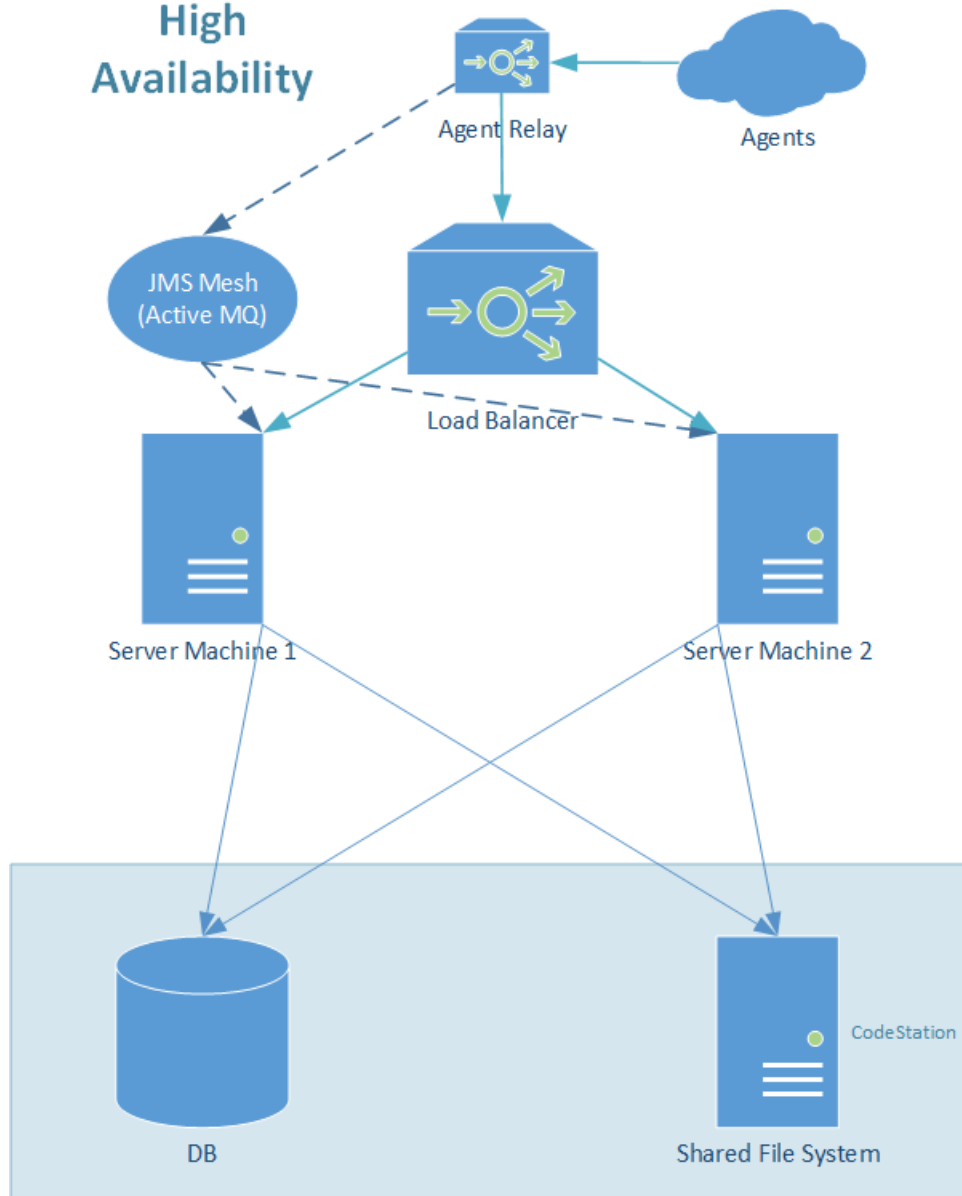 High
Availability
Agent Relay
Agents
JMS Mesh
(Active MQ)
Load Balancer
Server Machine 1
Server Machine 2
CodeStation
DB
Shared File System